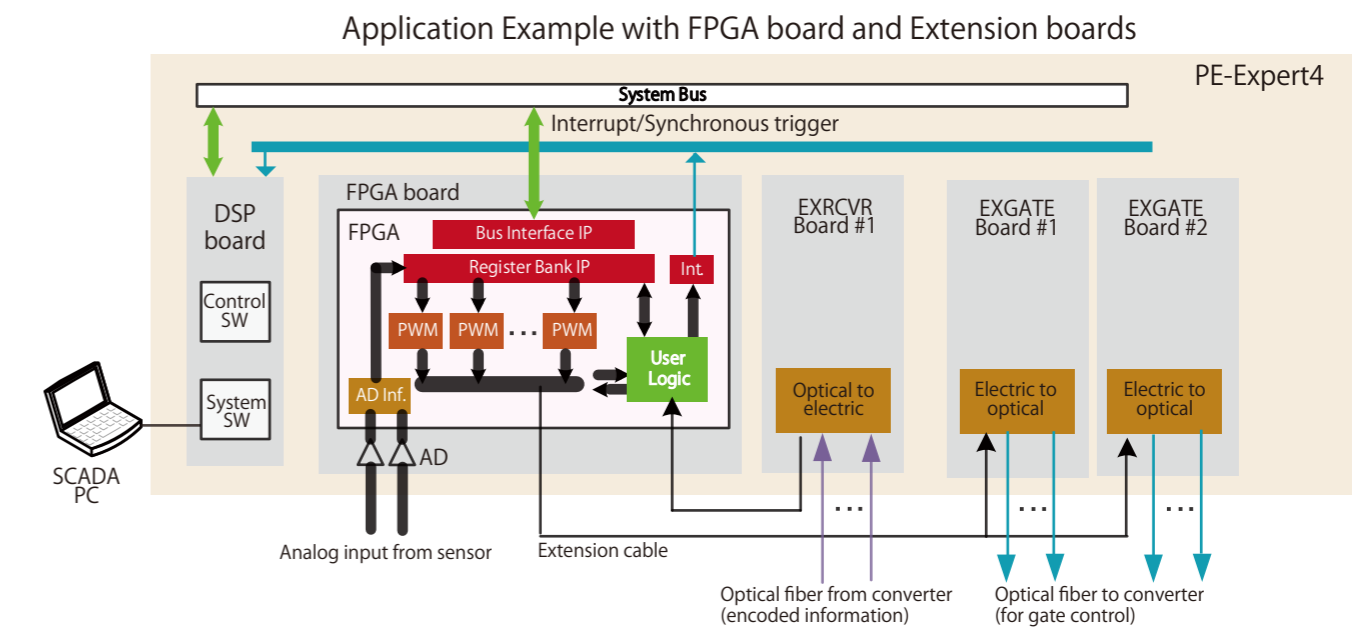 Application Example with FPGA board and Extension boards
PE-Expert4
System Bus
Interrupt/Synchronous trigger
DSP
board
Control
SW
System
SW
SCADA
PC
FPGA board
FPGA
Bus Interface IP
Register Bank IP
Int.
PWM
PWM
...
PWM
User
Logic
AD Inf.
AD
Analog input from sensor
Extension cable
EXRCVR
Board #1
Optical to
electric
...
Optical fiber from converter
(encoded information)
EXGATE
Board #1
Electric to
optical
...
EXGATE
Board #2
Electric to
optical
...
Optical fiber to converter
(for gate control)